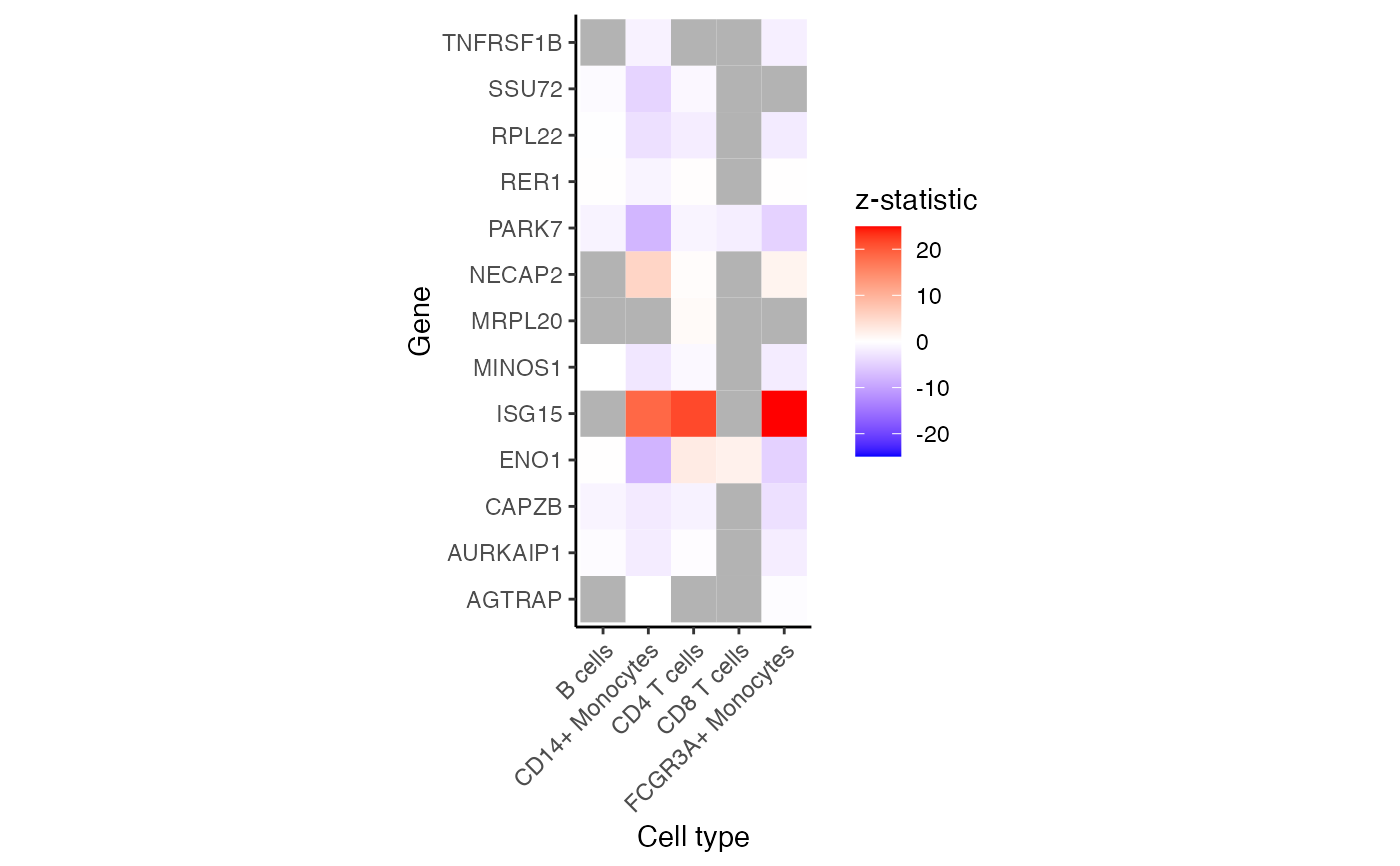 TNFRSF1B
SSU72
RPL22
RER1
PARK7
NECAP2
MRPL20
MINOS1
ISG15
ENO1
CAPZB
AURKAIP1
AGTRAP
Gene
B cells
CD14+ Monocytes
CD4 T cells
CD8 T cells
FCGR3A+ Monocytes
Cell type
z-statistic
20
10
0
-10
-20